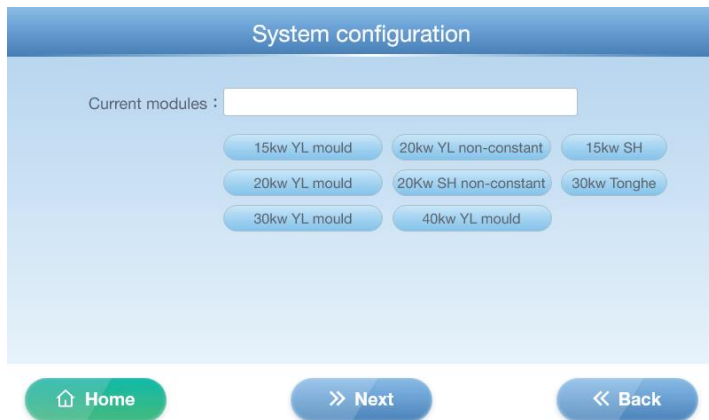 System configuration
Current modules：
15kw YL mould 20kw YL non-constant 15kw SH
20kw YL mould 20Kw SH non-constant 30kw Tonghe
30kw YL mould 40kw YL mould
Home Next Back